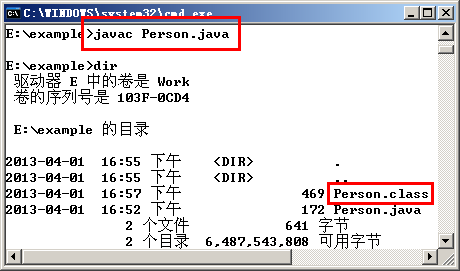 C:\WINDOWS\system32\cmd.exe
E:\example>javac Person.java
E:\example>dir
驱动器 E 中的卷是 Work
卷的序列号是 103F-0CD4
E:\example 的目录
2013-04-01 16:55 下午 <DIR> .
2013-04-01 16:55 下午 <DIR> ..
2013-04-01 16:57 下午 469 Person.class
2013-04-01 16:52 下午 172 Person.java
2 个文件 641 字节
2 个目录 6,487,543,808 可用字节